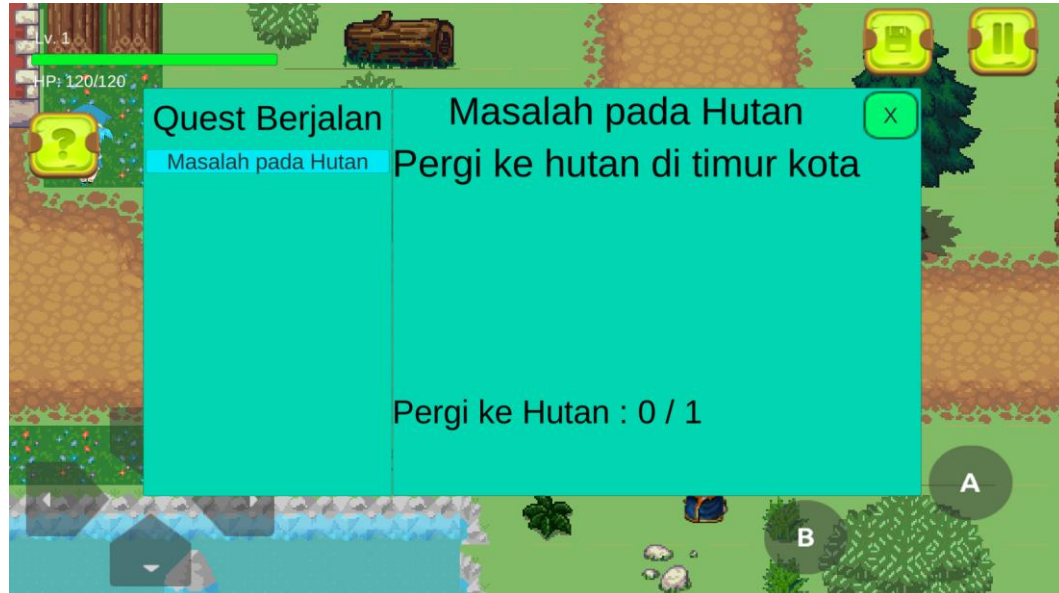 Lv. 1
HP: 120/120
?
Quest Berjalan
Masalah pada Hutan
Masalah pada Hutan
X
Pergi ke hutan di timur kota
Pergi ke Hutan : 0 / 1
A
B